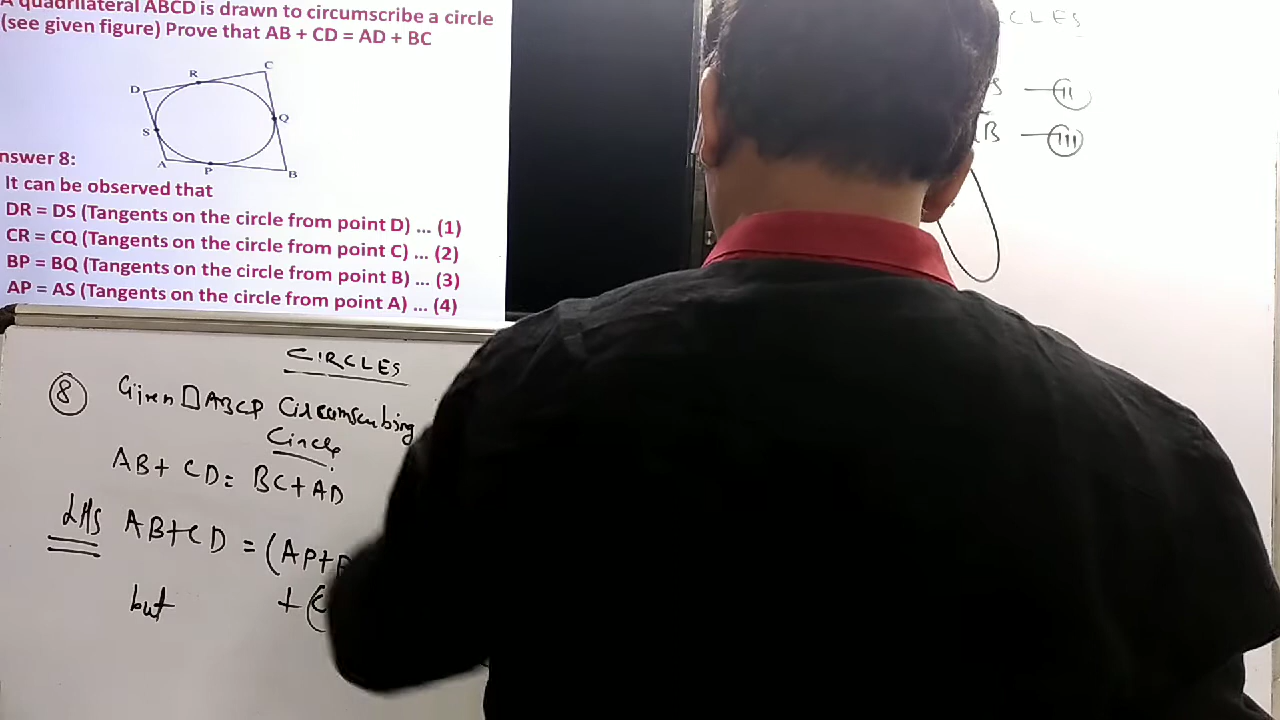 A quadrilateral ABCD is drawn to circumscribe a circle
(see given figure) Prove that AB + CD = AD + BC
C
R
D
Q
S
A
P
B
nswer 8:
It can be observed that
DR = DS (Tangents on the circle from point D) ... (1)
CR = CQ (Tangents on the circle from point C) ... (2)
BP = BQ (Tangents on the circle from point B) ... (3)
AP = AS (Tangents on the circle from point A) ... (4)
CIRCLES
8 Given □ABCD Circumscribing
Circle
AB + CD = BC + AD
LHS AB + CD = (AP +
but + (
CLES
S — II
B — III